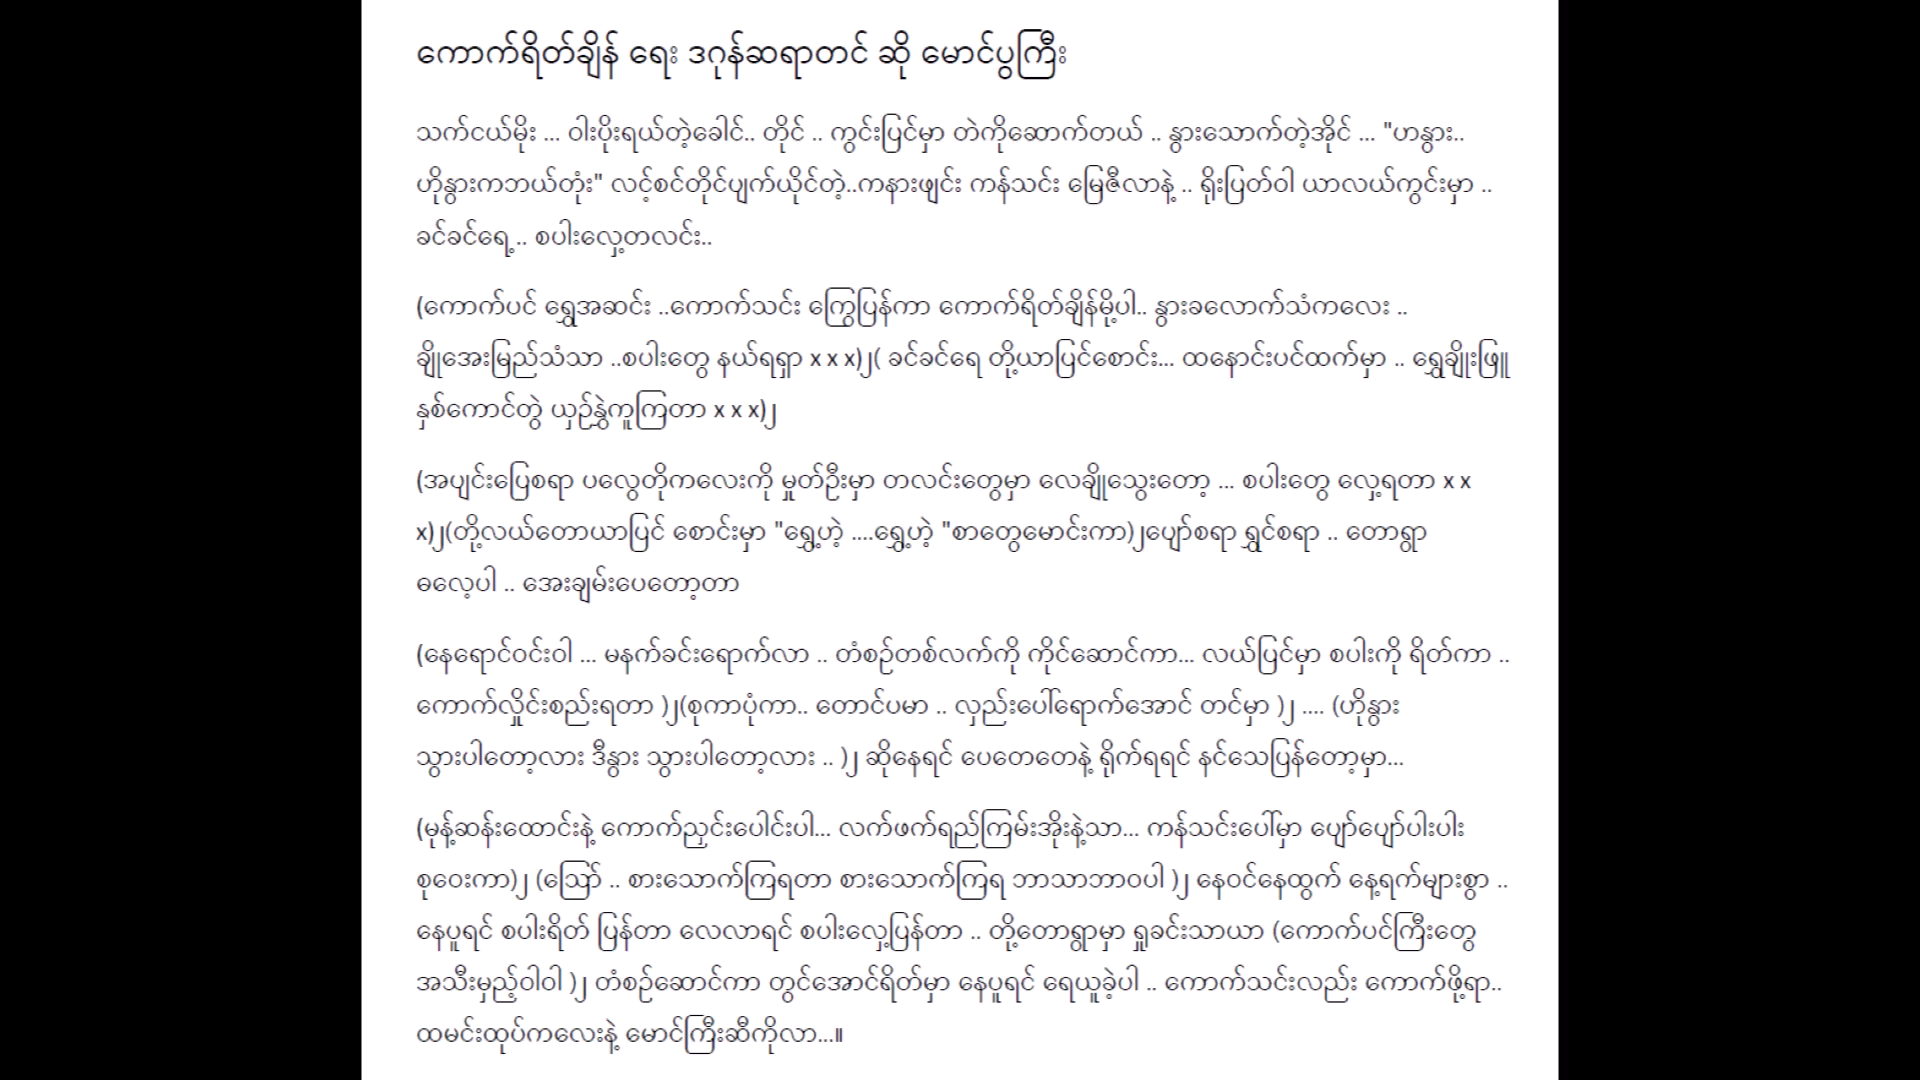 ကောက်ရိတ်ချိန် ရေး ဒဂုန်ဆရာတင် ဆို မောင်ပွကြီး
သက်ငယ်မိုး ... ဝါးပိုးရယ်တဲ့ခေါင်.. တိုင် .. ကွင်းပြင်မှာ တဲကိုဆောက်တယ် .. နွားသောက်တဲ့အိုင် ... "ဟနွား..
ဟိုနွားကဘယ်တုံး" လင့်စင်တိုင်ပျက်ယိုင်တဲ့..ကနားဖျင်း ကန်သင်း မြေဇီလာနဲ့ .. ရိုးပြတ်ဝါ ယာလယ်ကွင်းမှာ ..
ခင်ခင်ရေ့.. စပါးလှေ့တလင်း..
(ကောက်ပင် ရွှေအဆင်း ..ကောက်သင်း ကြွေပြန်ကာ ကောက်ရိတ်ချိန်မို့ပါ.. နွားခလောက်သံကလေး ..
ချိုအေးမြည်သံသာ ..စပါးတွေ နယ်ရရှာ x x x)၂( ခင်ခင်ရေ တို့ယာပြင်စောင်း... ထနောင်းပင်ထက်မှာ .. ရွှေချိုးဖြူ
နှစ်ကောင်တွဲ ယှဉ်နွှဲကူကြတာ x x x)၂
(အပျင်းပြေစရာ ပလွေတိုကလေးကို မှုတ်ဦးမှာ တလင်းတွေမှာ လေချိုသွေးတော့ ... စပါးတွေ လှေ့ရတာ x x
x)၂(တို့လယ်တောယာပြင် စောင်းမှာ "ရွှေ့ဟဲ့ ....ရွှေ့ဟဲ့ "စာတွေမောင်းကာ)၂ပျော်စရာ ရွှင်စရာ .. တောရွာ
ဓလေ့ပါ .. အေးချမ်းပေတော့တာ
(နေရောင်ဝင်းဝါ ... မနက်ခင်းရောက်လာ .. တံစဉ်တစ်လက်ကို ကိုင်ဆောင်ကာ... လယ်ပြင်မှာ စပါးကို ရိတ်ကာ ..
ကောက်လှိုင်းစည်းရတာ )၂(စုကာပုံကာ.. တောင်ပမာ .. လှည်းပေါ်ရောက်အောင် တင်မှာ )၂ .... (ဟိုနွား
သွားပါတော့လား ဒီနွား သွားပါတော့လား .. )၂ ဆိုနေရင် ပေတေတေနဲ့ ရိုက်ရရင် နင်သေပြန်တော့မှာ...
(မုန့်ဆန်းထောင်းနဲ့ ကောက်ညှင်းပေါင်းပါ... လက်ဖက်ရည်ကြမ်းအိုးနဲ့သာ... ကန်သင်းပေါ်မှာ ပျော်ပျော်ပါးပါး
စုဝေးကာ)၂ (သြော် .. စားသောက်ကြရတာ စားသောက်ကြရ ဘာသာဘာဝပါ )၂ နေဝင်နေထွက် နေ့ရက်များစွာ ..
နေပူရင် စပါးရိတ် ပြန်တာ လေလာရင် စပါးလှေ့ပြန်တာ .. တို့တောရွာမှာ ရှုခင်းသာယာ (ကောက်ပင်ကြီးတွေ
အသီးမှည့်ဝါဝါ )၂ တံစဉ်ဆောင်ကာ တွင်အောင်ရိတ်မှာ နေပူရင် ရေယူခဲ့ပါ .. ကောက်သင်းလည်း ကောက်ဖို့ရာ..
ထမင်းထုပ်ကလေးနဲ့ မောင်ကြီးဆီကိုလာ...။